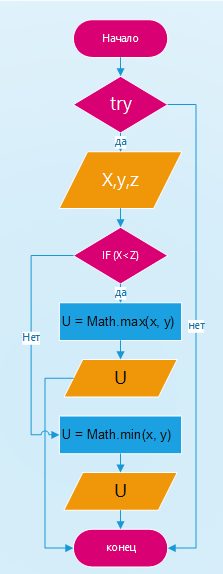 Начало
try
да
X,y,z
IF (X<Z)
да
U = Math.max(x, y)
Нет
нет
U
U = Math.min(x, y)
U
конец